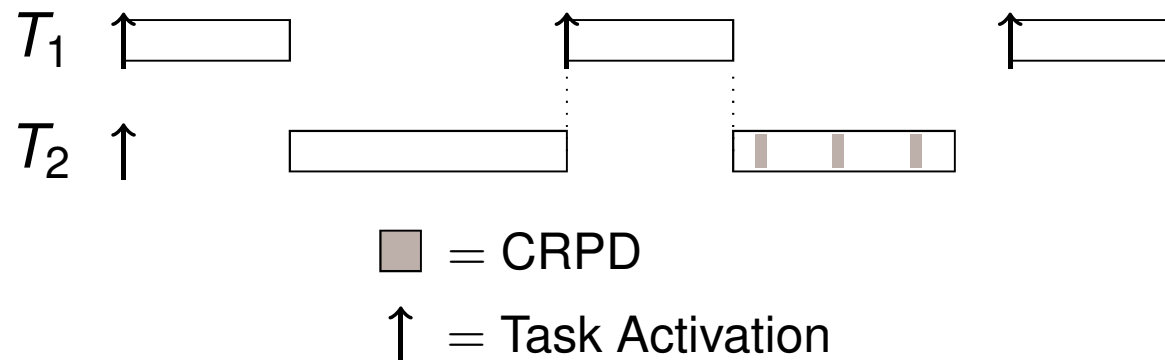 T₁
T₂
= CRPD
= Task Activation